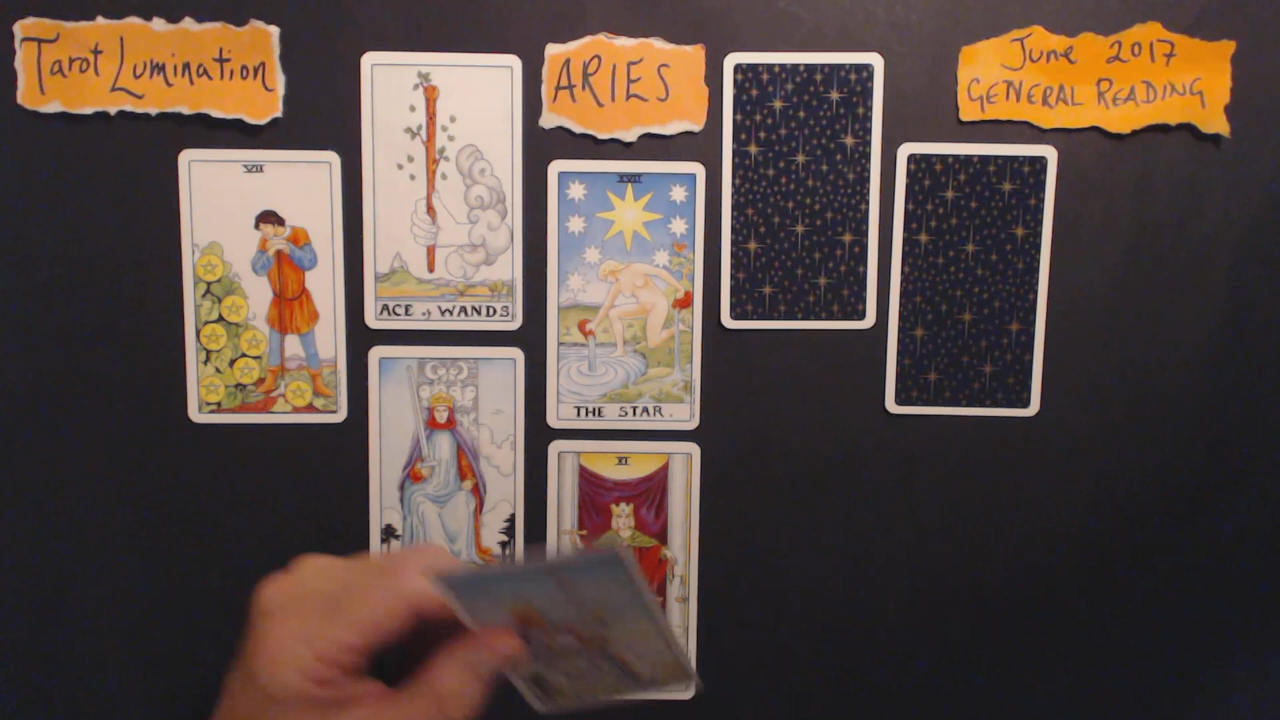 Tarot Lumination
ARIES
June 2017
GENERAL READING
VII
ACE of WANDS
XVII
THE STAR.
XI